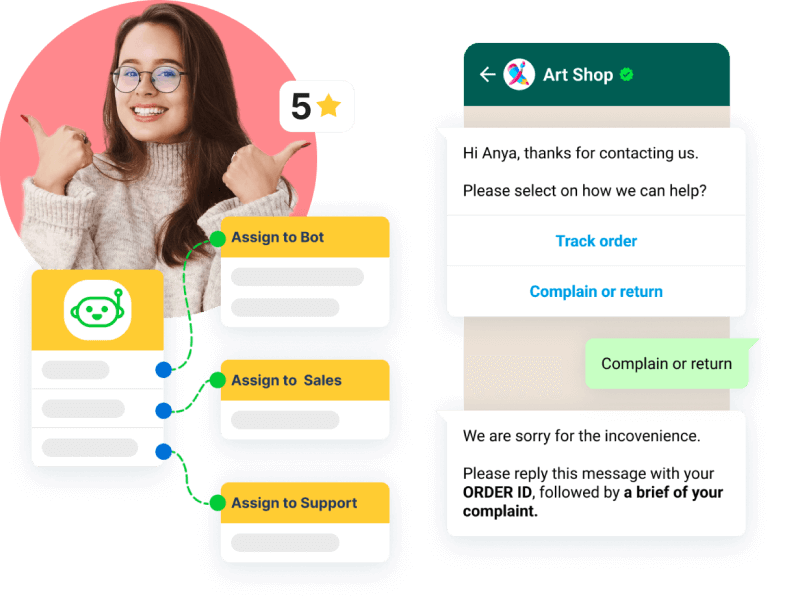 5
Assign to Bot
Assign to Sales
Assign to Support
Art Shop
Hi Anya, thanks for contacting us.
Please select on how we can help?
Track order
Complain or return
Complain or return
We are sorry for the incovenience.
Please reply this message with your
ORDER ID, followed by a brief of your
complaint.